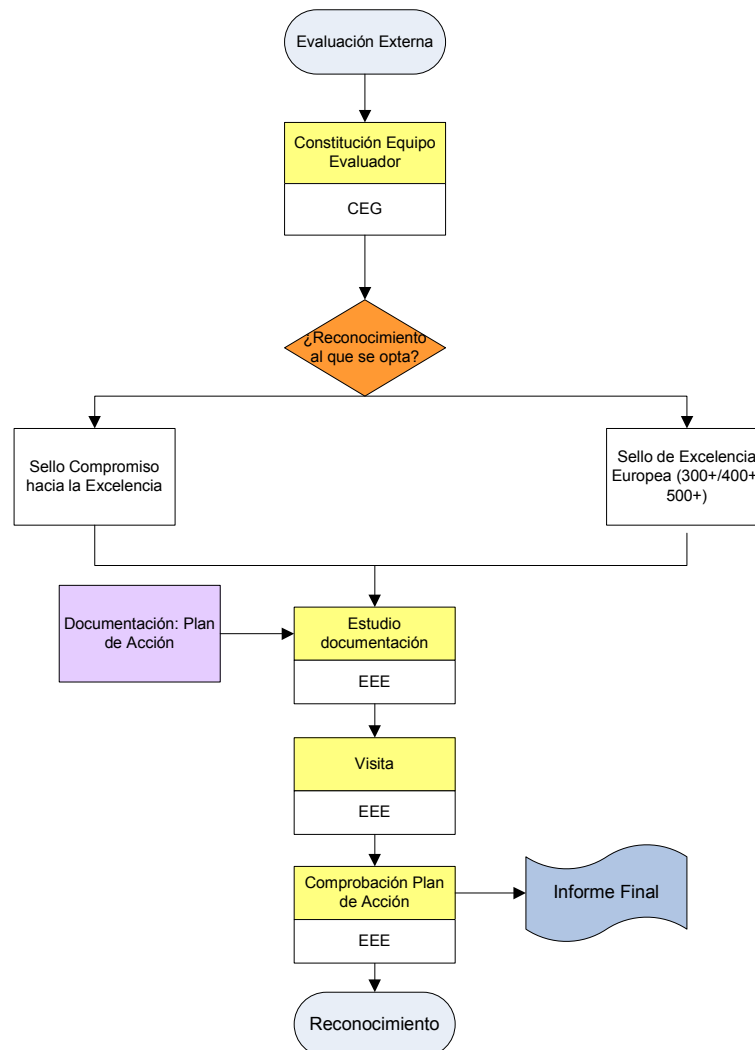 Evaluación Externa
Constitución Equipo
Evaluador
CEG
¿Reconocimiento
al que se opta?
Sello Compromiso
hacia la Excelencia
Sello de Excelencia
Europea (300+/400+
500+)
Documentación: Plan
de Acción
Estudio
documentación
EEE
Visita
EEE
Comprobación Plan
de Acción
EEE
Informe Final
Reconocimiento